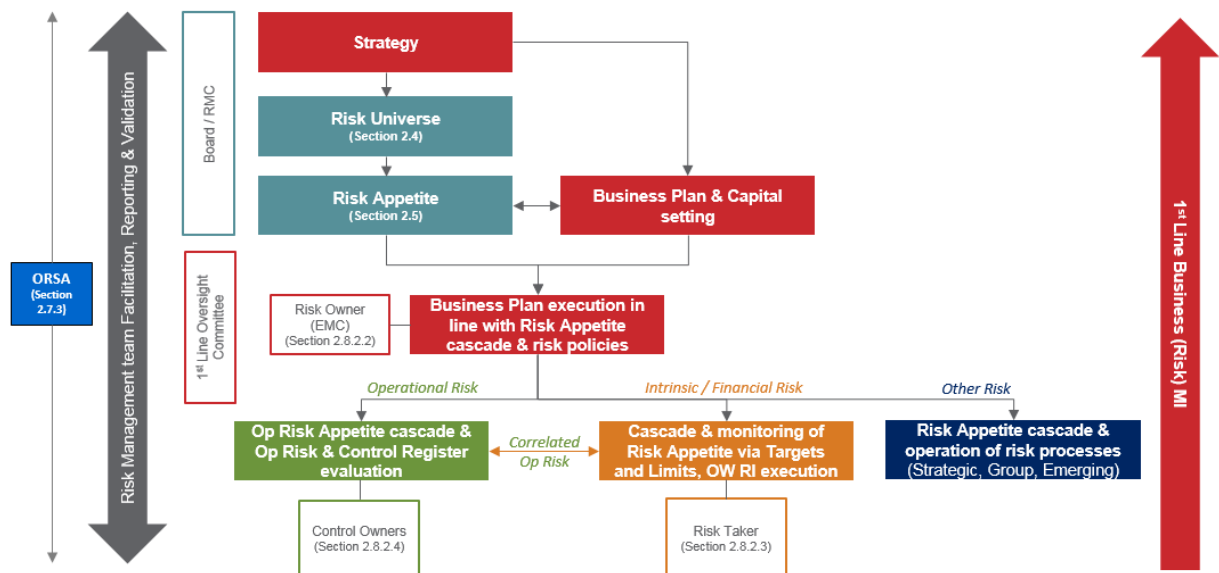 ORSA
(Section
2.7.3)
Risk Management team Facilitation, Reporting & Validation
Board / RMC
1st Line Oversight
Committee
Strategy
Risk Universe
(Section 2.4)
Risk Appetite
(Section 2.5)
Business Plan & Capital
setting
Risk Owner
(EMC)
(Section 2.8.2.2)
Business Plan execution in
line with Risk Appetite
cascade & risk policies
Operational Risk
Intrinsic / Financial Risk
Other Risk
Op Risk Appetite cascade &
Op Risk & Control Register
evaluation
Correlated
Op Risk
Cascade & monitoring of
Risk Appetite via Targets
and Limits, OW RI execution
Risk Appetite cascade &
operation of risk processes
(Strategic, Group, Emerging)
Control Owners
(Section 2.8.2.4)
Risk Taker
(Section 2.8.2.3)
1st Line Business (Risk) MI